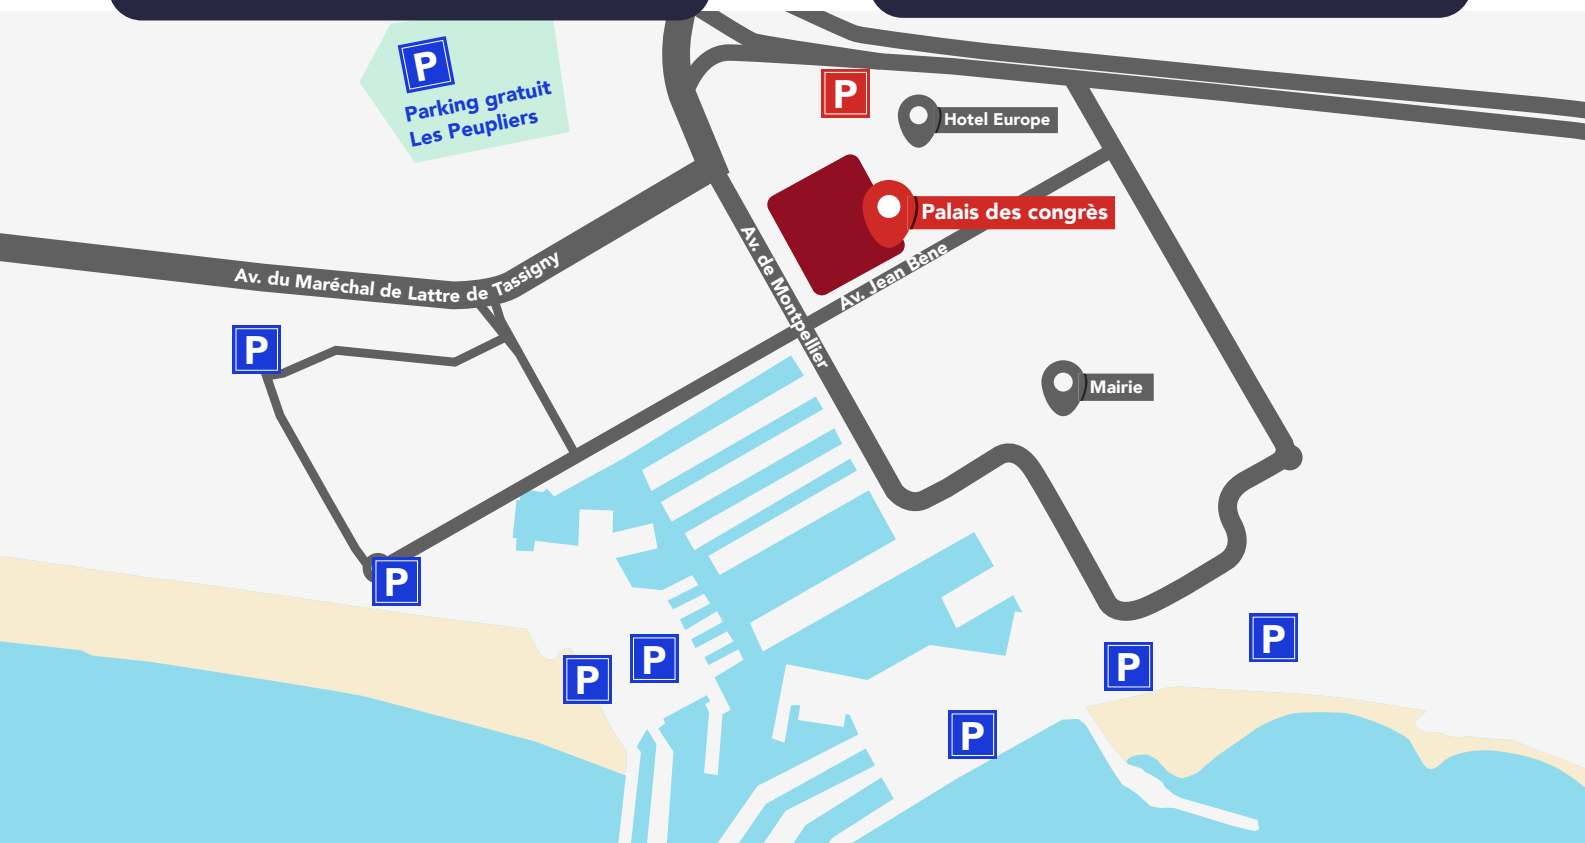 P
Parking gratuit
Les Peupliers
P
Hotel Europe
Palais des congrès
Av. de Montpellier
Av. Jean Bène
Av. du Maréchal de Lattre de Tassigny
P
Mairie
P
P
P
P
P
P